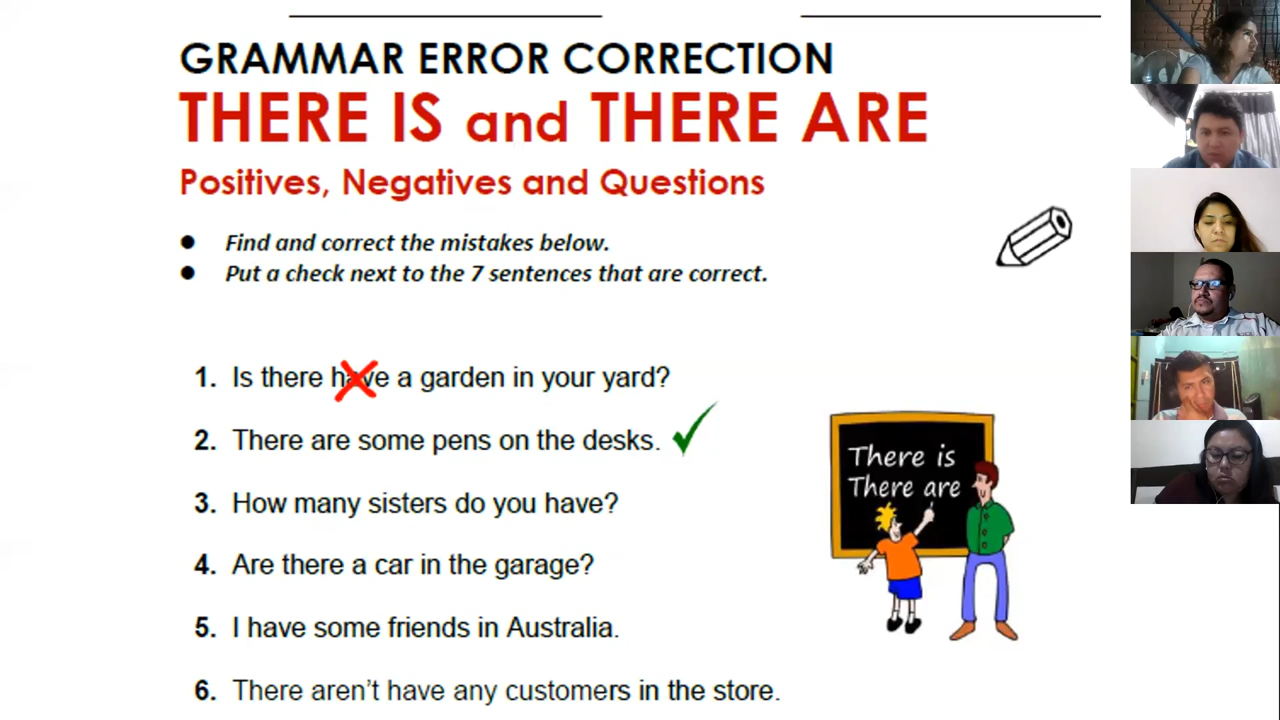 GRAMMAR ERROR CORRECTION
THERE IS and THERE ARE
Positives, Negatives and Questions
● Find and correct the mistakes below.
● Put a check next to the 7 sentences that are correct.
1. Is there have a garden in your yard?
2. There are some pens on the desks.
3. How many sisters do you have?
4. Are there a car in the garage?
5. I have some friends in Australia.
6. There aren't have any customers in the store.
There is
There are